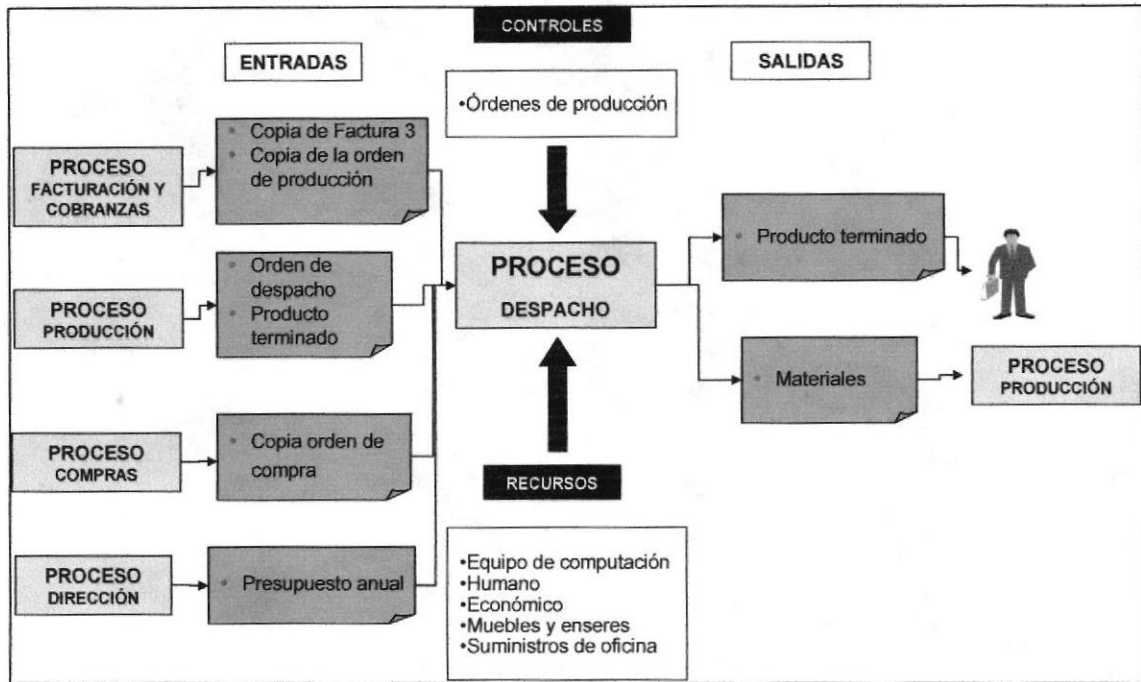 CONTROLES
ENTRADAS
SALIDAS
•Órdenes de producción
PROCESO
FACTURACIÓN Y
COBRANZAS
• Copia de Factura 3
• Copia de la orden
de producción
PROCESO
PRODUCCIÓN
• Orden de
despacho
• Producto
terminado
PROCESO
COMPRAS
• Copia orden de
compra
PROCESO
DIRECCIÓN
• Presupuesto anual
PROCESO
DESPACHO
RECURSOS
•Equipo de computación
•Humano
•Económico
•Muebles y enseres
•Suministros de oficina
• Producto terminado
• Materiales
PROCESO
PRODUCCIÓN